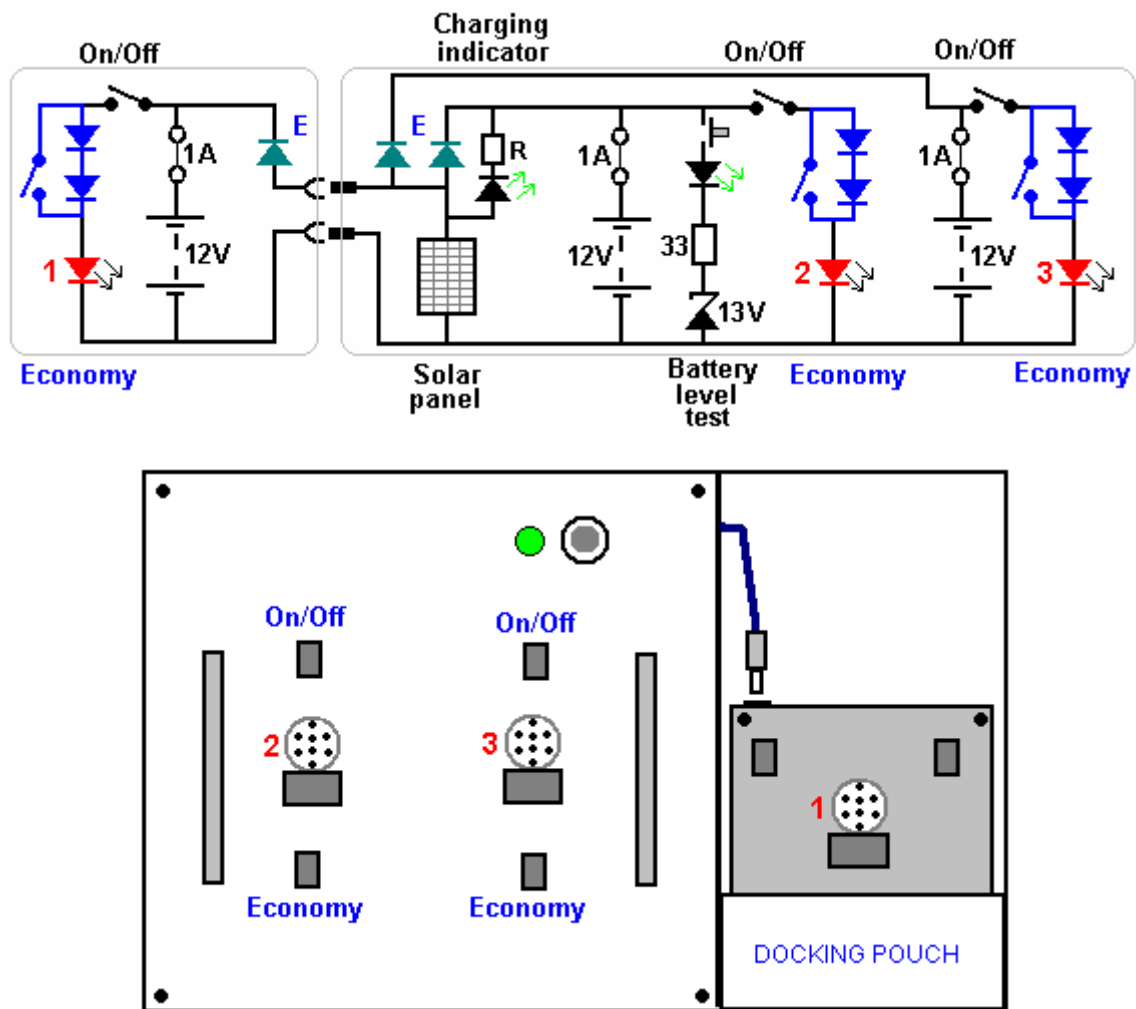 Charging
indicator
On/Off
On/Off
On/Off
E
E
R
1A
1A
1A
12V
12V
12V
33
13V
1
2
3
Economy
Solar
panel
Battery
level
test
Economy
Economy
On/Off
On/Off
2
3
1
Economy
Economy
DOCKING POUCH